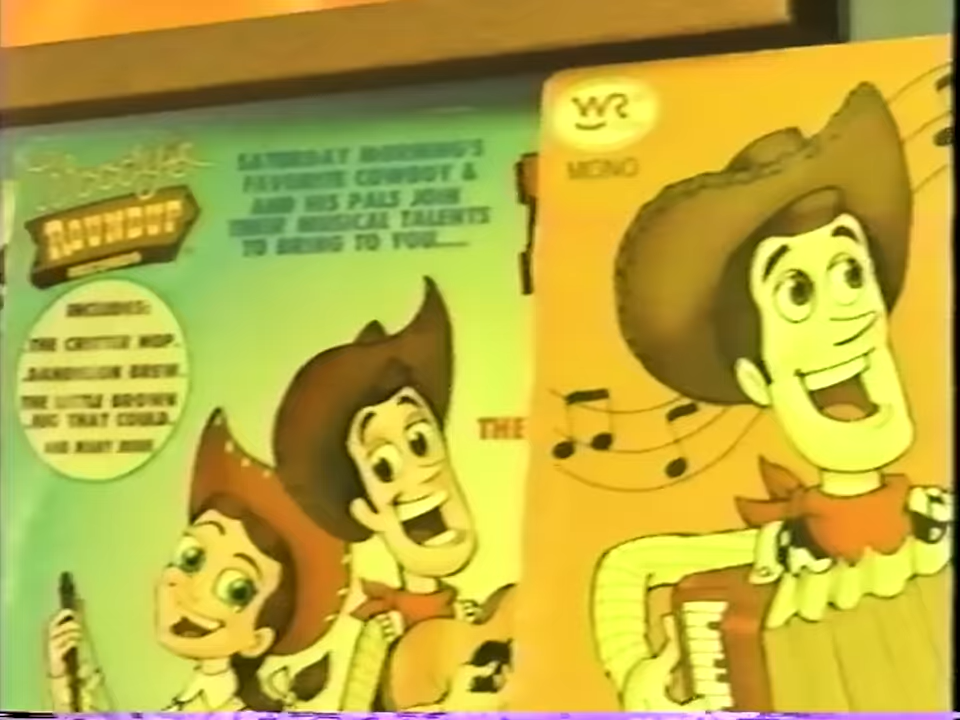 Woody's
ROUNDUP
SATURDAY MORNING'S
FAVORITE COWBOY &
AND HIS PALS JOIN
THEIR MUSICAL TALENTS
TO BRING TO YOU....
INCLUDES:
THE CRITTER HOP.
DANDELION BREW.
THE LITTLE BROWN
JUG THAT COULD.
AND MANY MORE
THE
WR
MONO